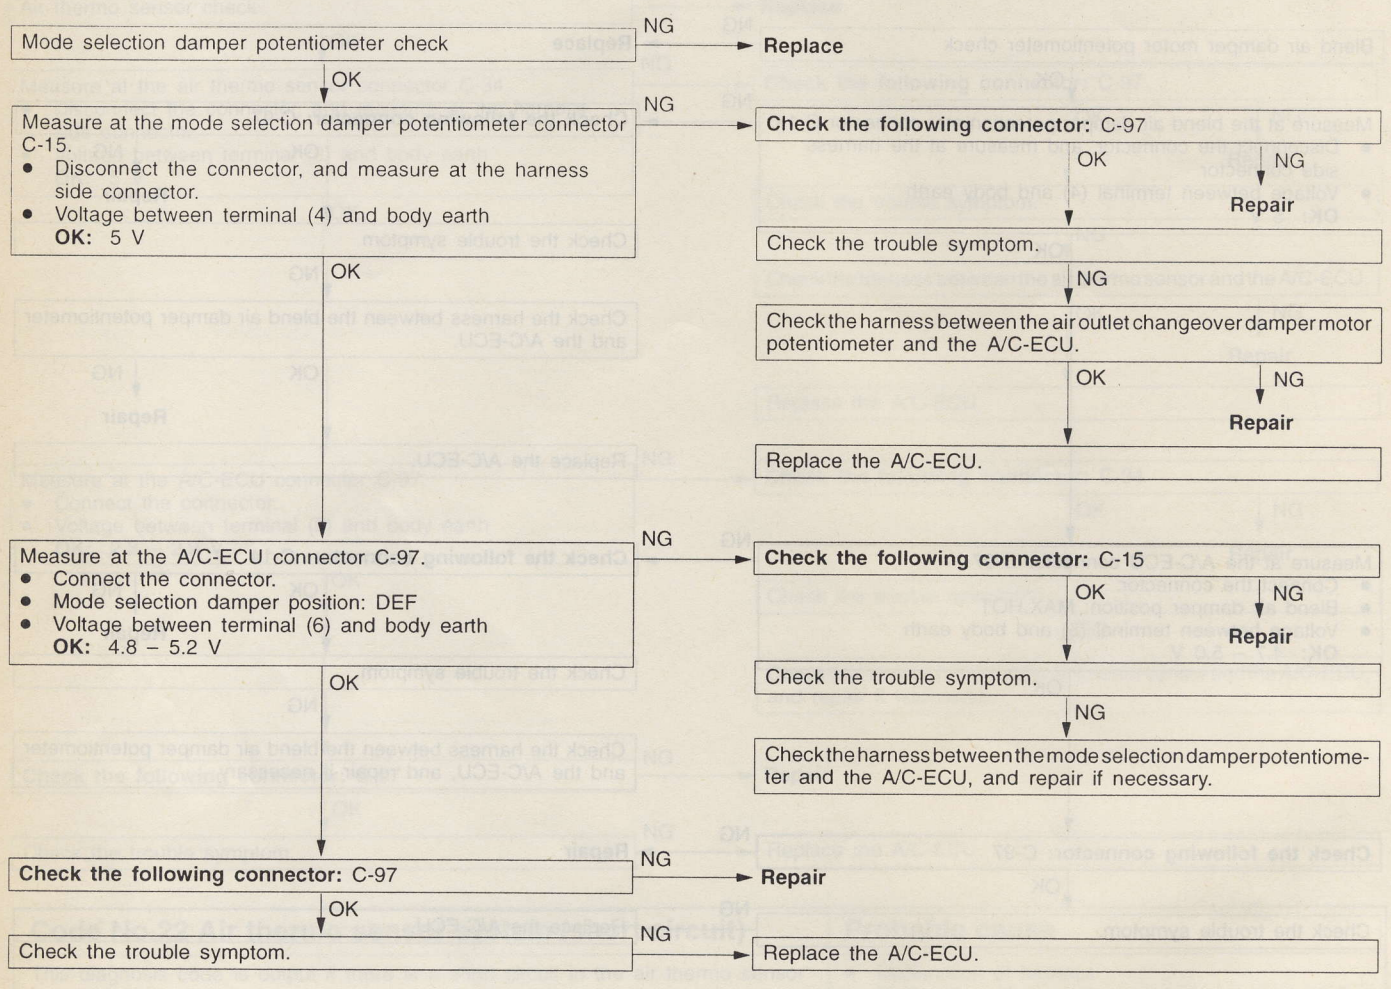 Mode selection damper potentiometer check
NG
Replace
OK
Measure at the mode selection damper potentiometer connector
C-15.
● Disconnect the connector, and measure at the harness
side connector.
● Voltage between terminal (4) and body earth
OK: 5 V
NG
Check the following connector: C-97
OK
NG
Repair
Check the trouble symptom.
NG
Check the harness between the air outlet changeover damper motor
potentiometer and the A/C-ECU.
OK
NG
Repair
Replace the A/C-ECU.
OK
Measure at the A/C-ECU connector C-97.
● Connect the connector.
● Mode selection damper position: DEF
● Voltage between terminal (6) and body earth
OK: 4.8 – 5.2 V
NG
Check the following connector: C-15
OK
NG
Repair
Check the trouble symptom.
NG
Check the harness between the mode selection damper potentiome-
ter and the A/C-ECU, and repair if necessary.
OK
Check the following connector: C-97
NG
Repair
OK
Check the trouble symptom.
NG
Replace the A/C-ECU.